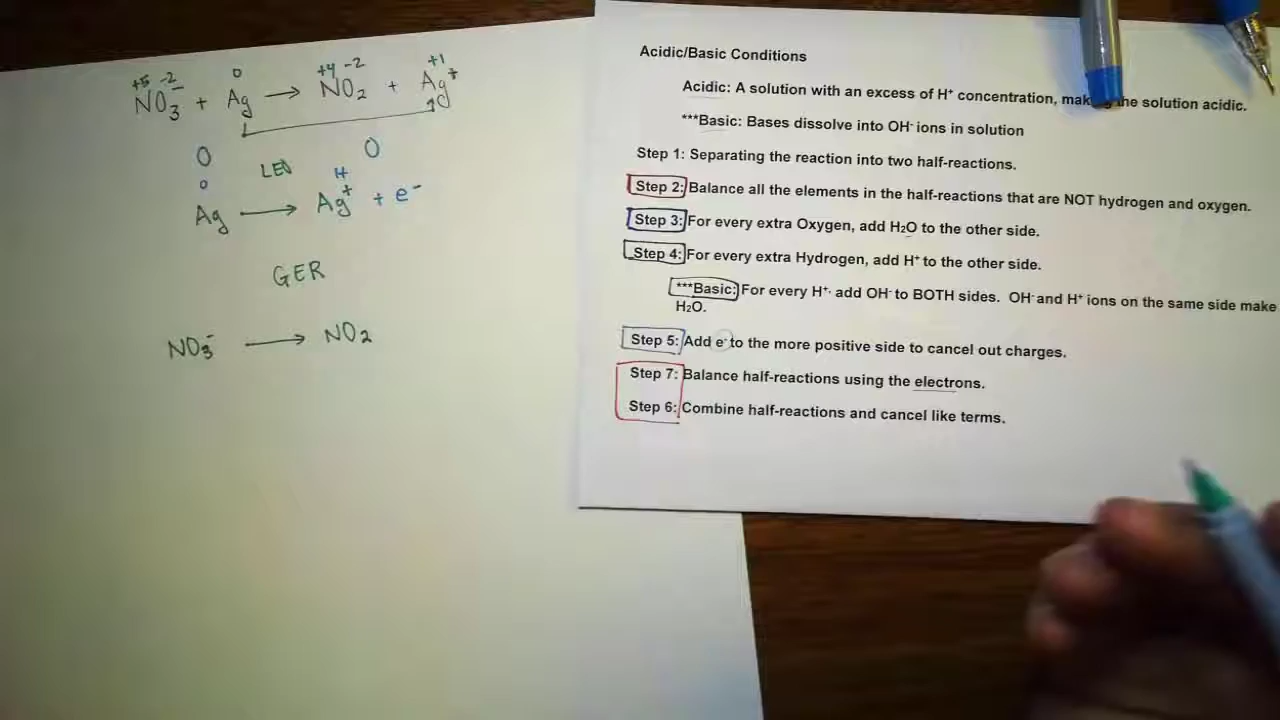 +5 -2 0 +4 -2 +1
NO₃⁻ + Ag → NO₂ + Ag⁺
O O
LEO
0 H
Ag → Ag⁺ + e⁻
GER
NO₃⁻ → NO₂
Acidic/Basic Conditions
Acidic: A solution with an excess of H⁺ concentration, the solution acidic.
***Basic: Bases dissolve into OH⁻ ions in solution
Step 1: Separating the reaction into two half-reactions.
Step 2: Balance all the elements in the half-reactions that are NOT hydrogen and oxygen.
Step 3: For every extra Oxygen, add H₂O to the other side.
Step 4: For every extra Hydrogen, add H⁺ to the other side.
***Basic: For every H⁺, add OH⁻ to BOTH sides. OH⁻ and H⁺ ions on the same side make
H₂O.
Step 5: Add e⁻ to the more positive side to cancel out charges.
Step 7: Balance half-reactions using the electrons.
Step 6: Combine half-reactions and cancel like terms.